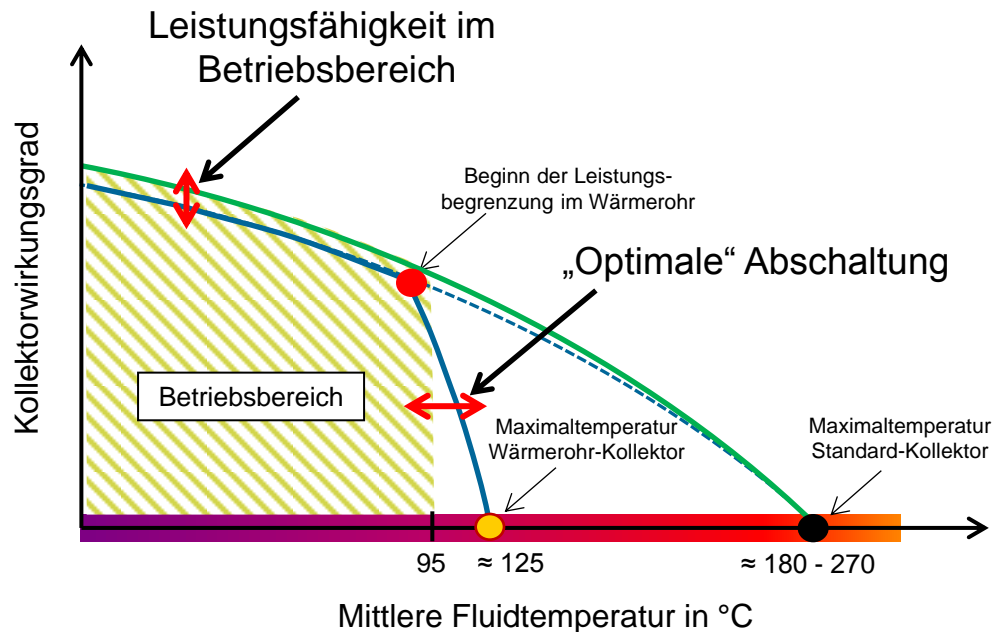 Leistungsfähigkeit im
Betriebsbereich
Kollektorwirkungsgrad
Beginn der Leistungs-
begrenzung im Wärmerohr
„Optimale“ Abschaltung
Betriebsbereich
Maximaltemperatur
Wärmerohr-Kollektor
Maximaltemperatur
Standard-Kollektor
95
≈ 125
≈ 180 - 270
Mittlere Fluidtemperatur in °C